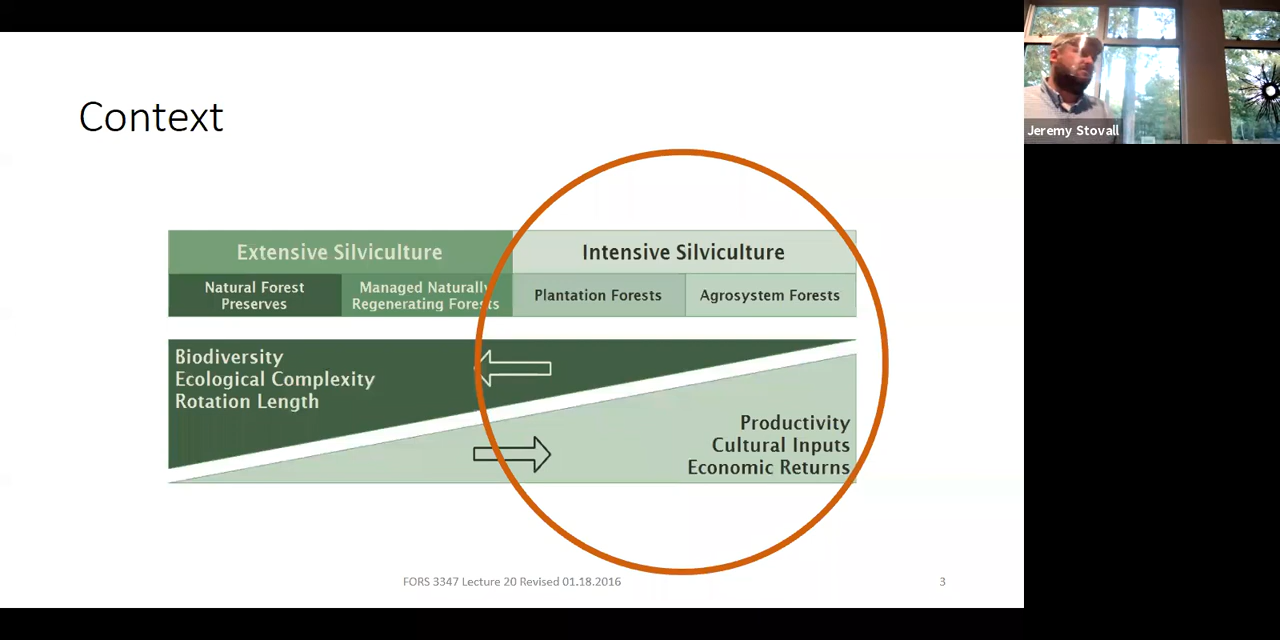 Context
Jeremy Stovall
Extensive Silviculture
Intensive Silviculture
Natural Forest
Preserves
Managed Naturally
Regenerating Forests
Plantation Forests
Agrosystem Forests
Biodiversity
Ecological Complexity
Rotation Length
Productivity
Cultural Inputs
Economic Returns
FORS 3347 Lecture 20 Revised 01.18.2016
3